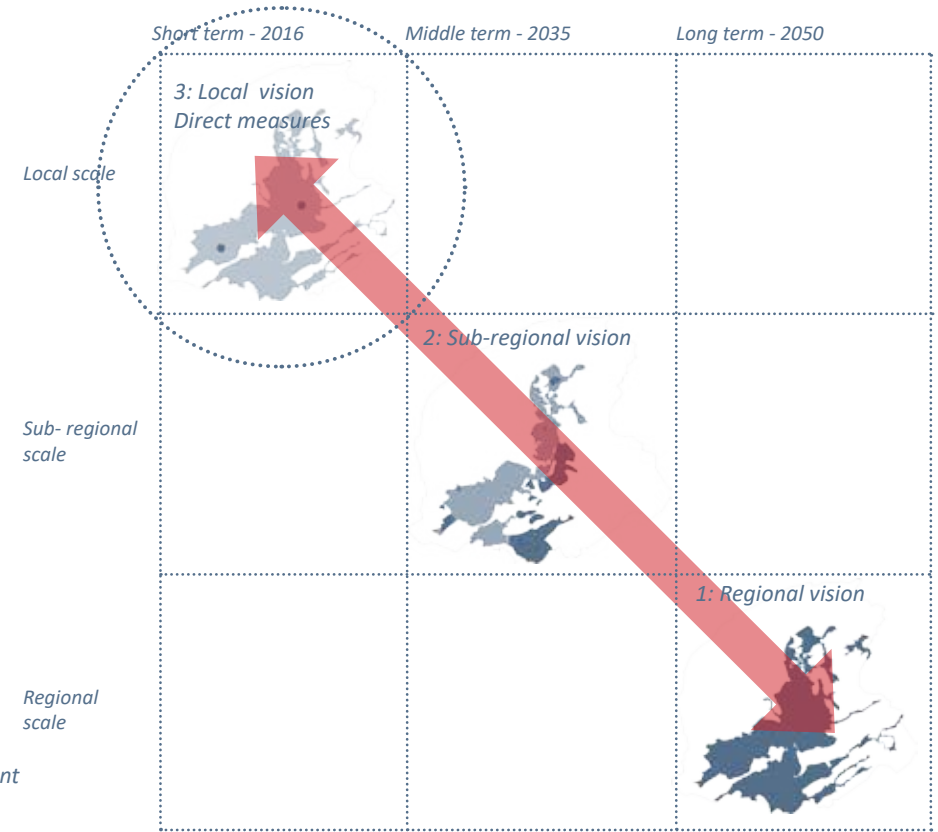 Short term - 2016
Middle term - 2035
Long term - 2050
3: Local vision
Direct measures
Local scale
2: Sub-regional vision
Sub- regional
scale
1: Regional vision
Regional
scale
nt